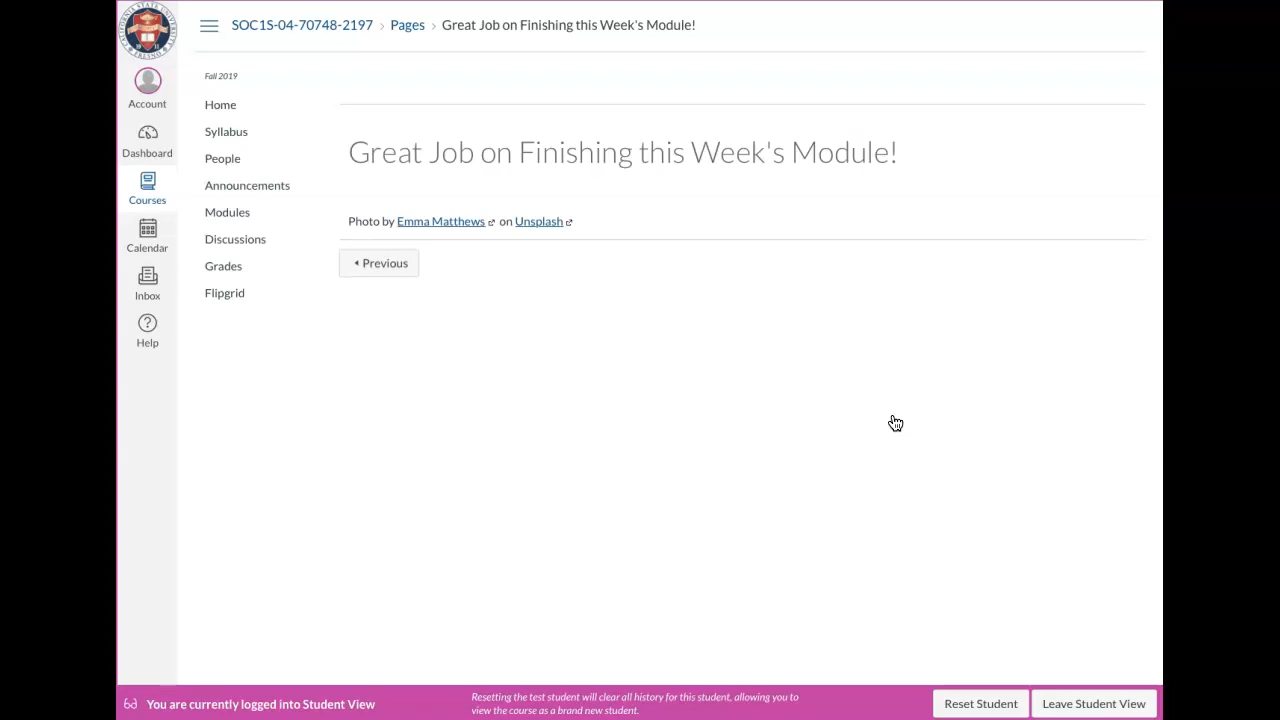 SOC1S-04-70748-2197 › Pages › Great Job on Finishing this Week's Module!
Fall 2019
Account
Dashboard
Courses
Calendar
Inbox
Help
Home
Syllabus
People
Announcements
Modules
Discussions
Grades
Flipgrid
Great Job on Finishing this Week's Module!
Photo by Emma Matthews on Unsplash
Previous
You are currently logged into Student View
Resetting the test student will clear all history for this student, allowing you to
view the course as a brand new student.
Reset Student
Leave Student View